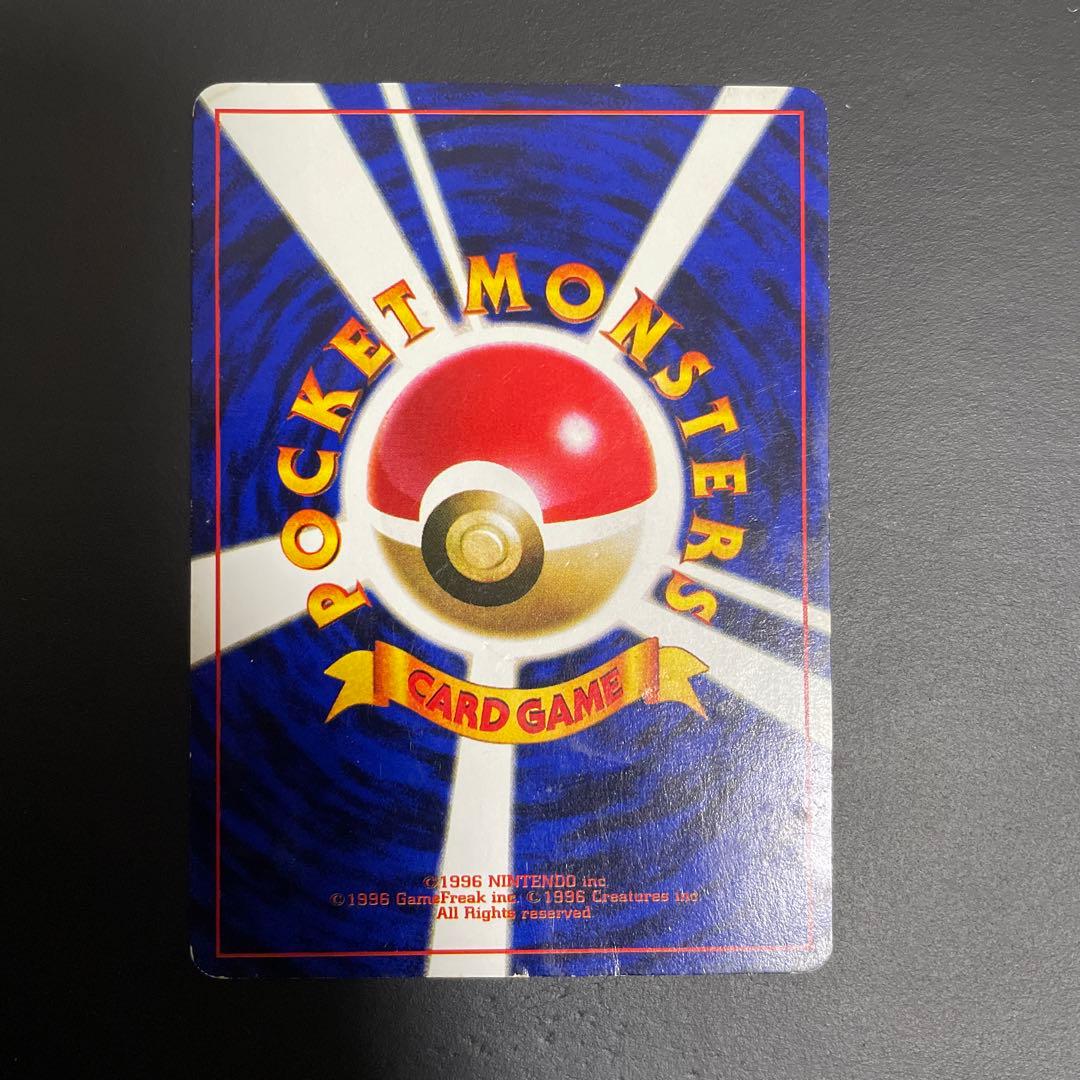 POCKET MONSTERS
CARD GAME
©1996 NINTENDO inc.
©1996 GameFreak inc. ©1996 Creatures inc.
All Rights reserved